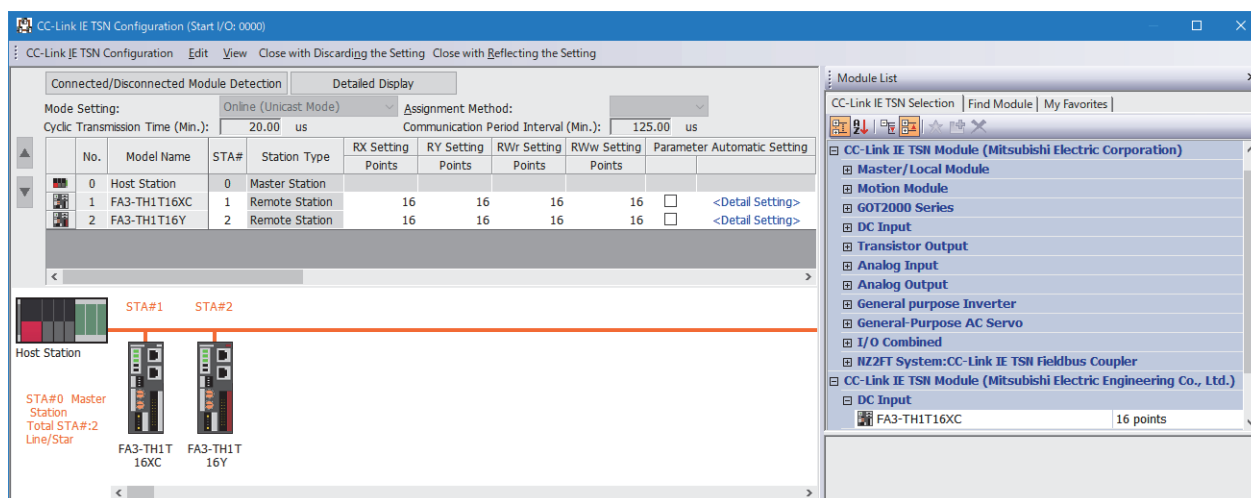 CC-Link IE TSN Configuration (Start I/O: 0000)
CC-Link IE TSN Configuration Edit View Close with Discarding the Setting Close with Reflecting the Setting
Connected/Disconnected Module Detection Detailed Display
Mode Setting: Online (Unicast Mode) Assignment Method:
Cyclic Transmission Time (Min.): 20.00 us Communication Period Interval (Min.): 125.00 us
No. Model Name STA# Station Type RX Setting RY Setting RWr Setting RWw Setting Parameter Automatic Setting
Points Points Points Points
0 Host Station 0 Master Station
1 FA3-TH1T16XC 1 Remote Station 16 16 16 16 <Detail Setting>
2 FA3-TH1T16Y 2 Remote Station 16 16 16 16 <Detail Setting>
STA#1 STA#2
Host Station
STA#0 Master
Station
Total STA#:2
Line/Star
FA3-TH1T
16XC
FA3-TH1T
16Y
Module List
CC-Link IE TSN Selection Find Module My Favorites
CC-Link IE TSN Module (Mitsubishi Electric Corporation)
Master/Local Module
Motion Module
GOT2000 Series
DC Input
Transistor Output
Analog Input
Analog Output
General purpose Inverter
General-Purpose AC Servo
I/O Combined
NZ2FT System:CC-Link IE TSN Fieldbus Coupler
CC-Link IE TSN Module (Mitsubishi Electric Engineering Co., Ltd.)
DC Input
FA3-TH1T16XC 16 points